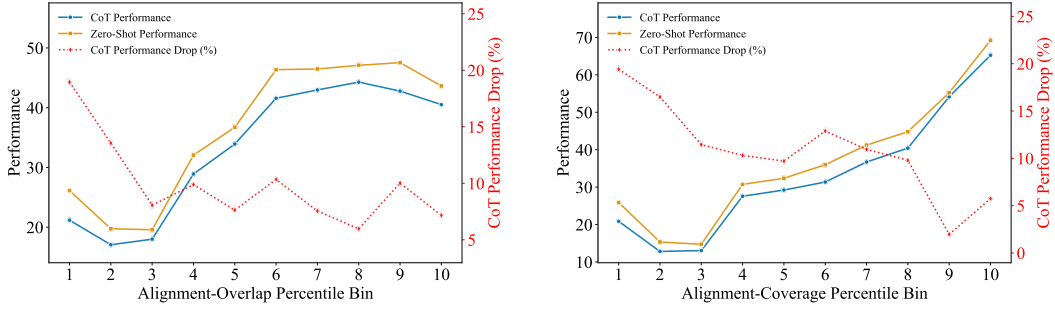 CoT Performance
Zero-Shot Performance
CoT Performance Drop (%)
50
40
30
20
Performance
25
20
15
10
5
CoT Performance Drop (%)
1 2 3 4 5 6 7 8 9 10
Alignment-Overlap Percentile Bin
CoT Performance
Zero-Shot Performance
CoT Performance Drop (%)
70
60
50
40
30
20
10
Performance
25
20
15
10
5
0
CoT Performance Drop (%)
1 2 3 4 5 6 7 8 9 10
Alignment-Coverage Percentile Bin